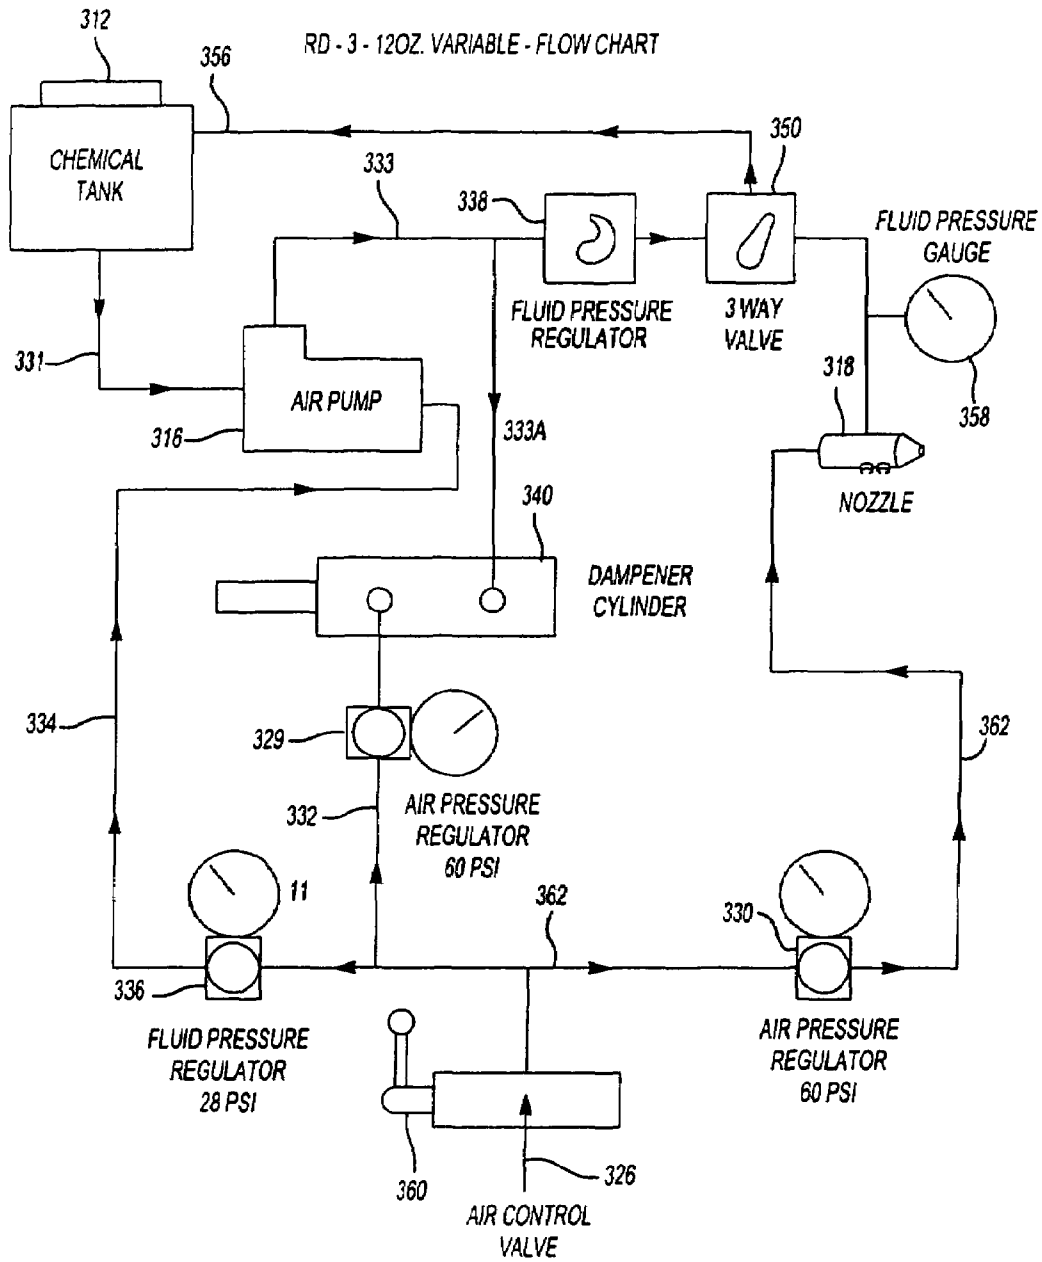 312
RD - 3 - 12OZ. VARIABLE - FLOW CHART
356
350
CHEMICAL
TANK
333
338
FLUID PRESSURE
GAUGE
FLUID PRESSURE
REGULATOR
3 WAY
VALVE
331
318
358
AIR PUMP
316
333A
NOZZLE
340
DAMPENER
CYLINDER
334
329
362
332
AIR PRESSURE
REGULATOR
60 PSI
11
362
330
336
FLUID PRESSURE
REGULATOR
28 PSI
AIR PRESSURE
REGULATOR
60 PSI
360
326
AIR CONTROL
VALVE